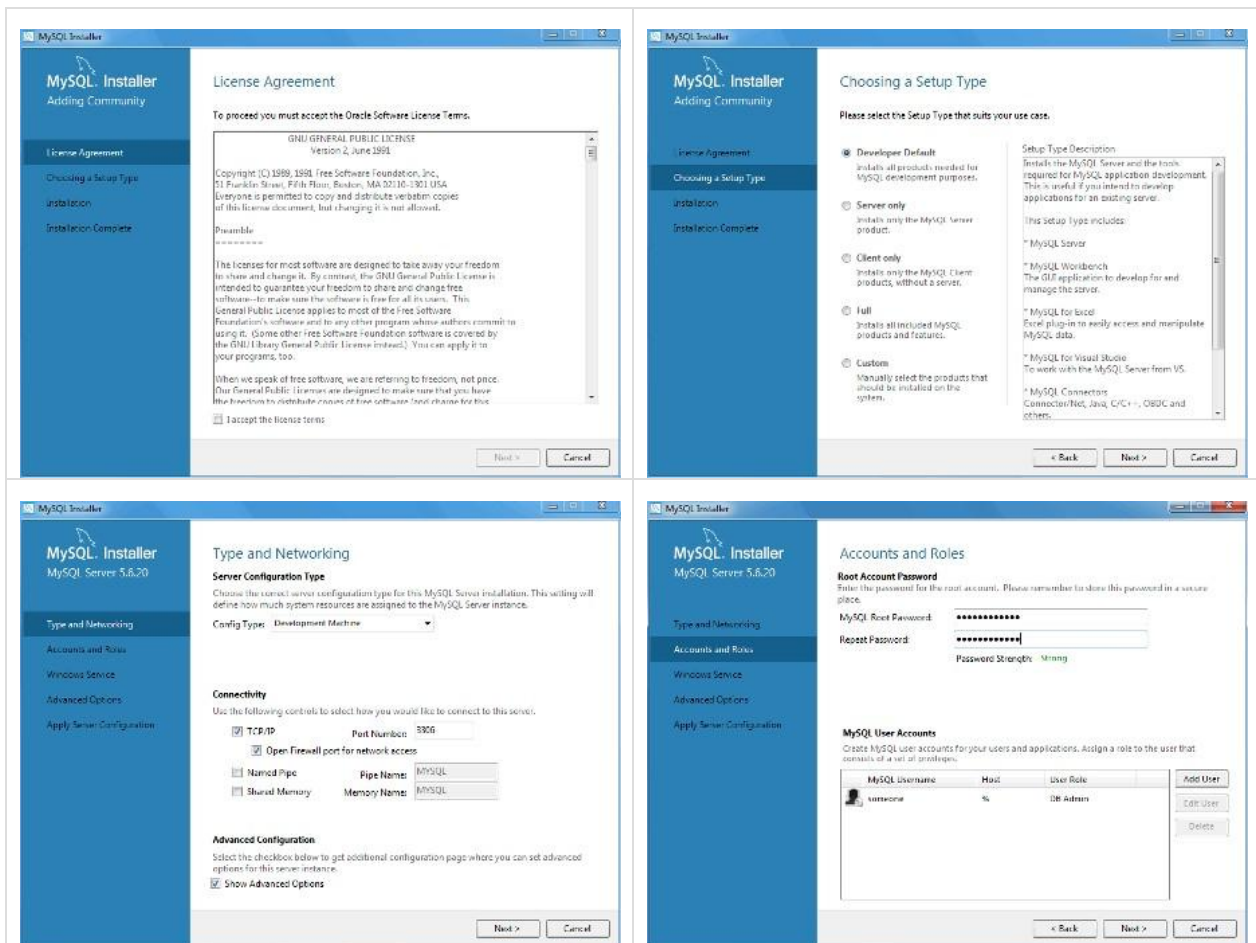 MySQL Installer
MySQL. Installer
Adding Community
License Agreement
Choosing a Setup Type
Installation
Installation Complete
License Agreement
To proceed you must accept the Oracle Software License Terms.
GNU GENERAL PUBLIC LICENSE
Version 2, June 1991
Copyright (C) 1989, 1991 Free Software Foundation, Inc.,
51 Franklin Street, Fifth Floor, Boston, MA 02110-1301 USA
Everyone is permitted to copy and distribute verbatim copies
of this license document, but changing it is not allowed.
Preamble
========
The licenses for most software are designed to take away your freedom
to share and change it. By contrast, the GNU General Public License is
intended to guarantee your freedom to share and change free
software--to make sure the software is free for all its users. This
General Public License applies to most of the Free Software
Foundation's software and to any other program whose authors commit to
using it. (Some other Free Software Foundation software is covered by
the GNU Library General Public License instead.) You can apply it to
your programs, too.
When we speak of free software, we are referring to freedom, not price.
Our General Public Licenses are designed to make sure that you have
the freedom to distribute copies of free software (and charge for this
I accept the license terms
Next >
Cancel
MySQL Installer
MySQL. Installer
Adding Community
License Agreement
Choosing a Setup Type
Installation
Installation Complete
Choosing a Setup Type
Please select the Setup Type that suits your use case.
Developer Default
Installs all products needed for
MySQL development purposes.
Server only
Installs only the MySQL Server
product.
Client only
Installs only the MySQL Client
products, without a server.
Full
Installs all included MySQL
products and features.
Custom
Manually select the products that
should be installed on the
system.
Setup Type Description
Installs the MySQL Server and the tools
required for MySQL application development.
This is useful if you intend to develop
applications for an existing server.
This Setup Type includes:
* MySQL Server
* MySQL Workbench
The GUI application to develop for and
manage the server.
* MySQL for Excel
Excel plug-in to easily access and manipulate
MySQL data.
* MySQL for Visual Studio
To work with the MySQL Server from VS.
* MySQL Connectors
Connector/Net, Java, C/C++, OBDC and
others.
< Back
Next >
Cancel
MySQL Installer
MySQL. Installer
MySQL Server 5.6.20
Type and Networking
Accounts and Roles
Windows Service
Advanced Options
Apply Server Configuration
Type and Networking
Server Configuration Type
Choose the correct server configuration type for this MySQL Server installation. This setting will
define how much system resources are assigned to the MySQL Server instance.
Config Type: Development Machine
Connectivity
Use the following controls to select how you would like to connect to this server.
TCP/IP Port Number: 3306
Open Firewall port for network access
Named Pipe Pipe Name: MYSQL
Shared Memory Memory Name: MYSQL
Advanced Configuration
Select the checkbox below to get additional configuration page where you can set advanced
options for this server instance.
Show Advanced Options
Next >
Cancel
MySQL Installer
MySQL. Installer
MySQL Server 5.6.20
Type and Networking
Accounts and Roles
Windows Service
Advanced Options
Apply Server Configuration
Accounts and Roles
Root Account Password
Enter the password for the root account. Please remember to store this password in a secure
place.
MySQL Root Password: ••••••••••••
Repeat Password: ••••••••••••
Password Strength: Strong
MySQL User Accounts
Create MySQL user accounts for your users and applications. Assign a role to the user that
consists of a set of privileges.
MySQL Username Host User Role
someone % DB Admin
Add User
Edit User
Delete
< Back
Next >
Cancel